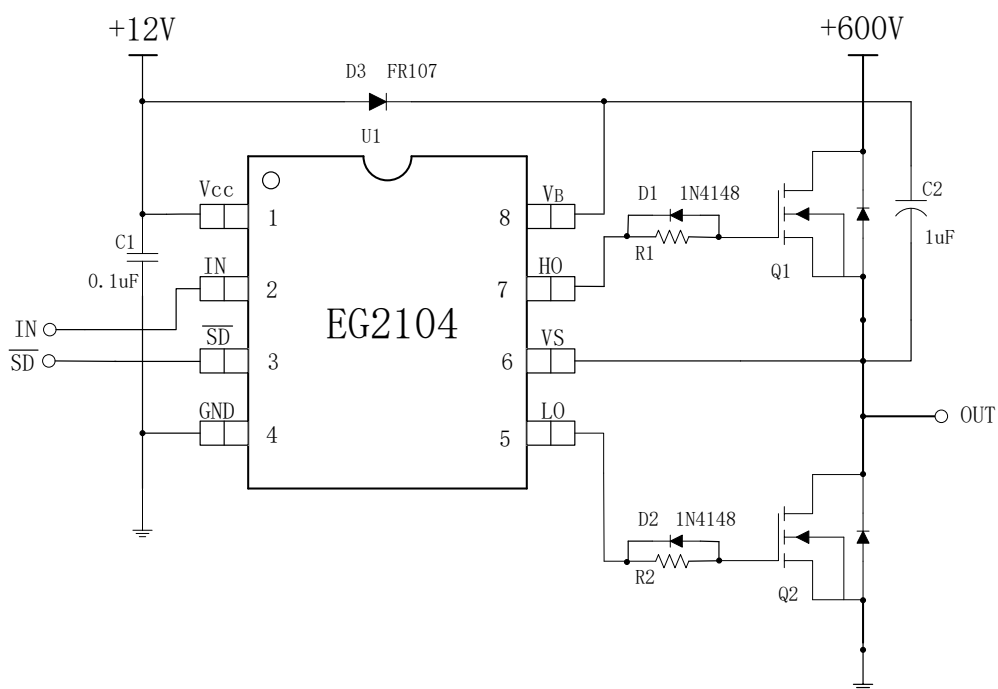 +12V
+600V
D3 FR107
U1
Vcc
1
VB
8
D1 1N4148
C2
1uF
C1
0.1uF
IN
2
HO
7
R1
Q1
EG2104
IN
SD
SD
3
VS
6
GND
4
LO
5
OUT
D2 1N4148
R2
Q2